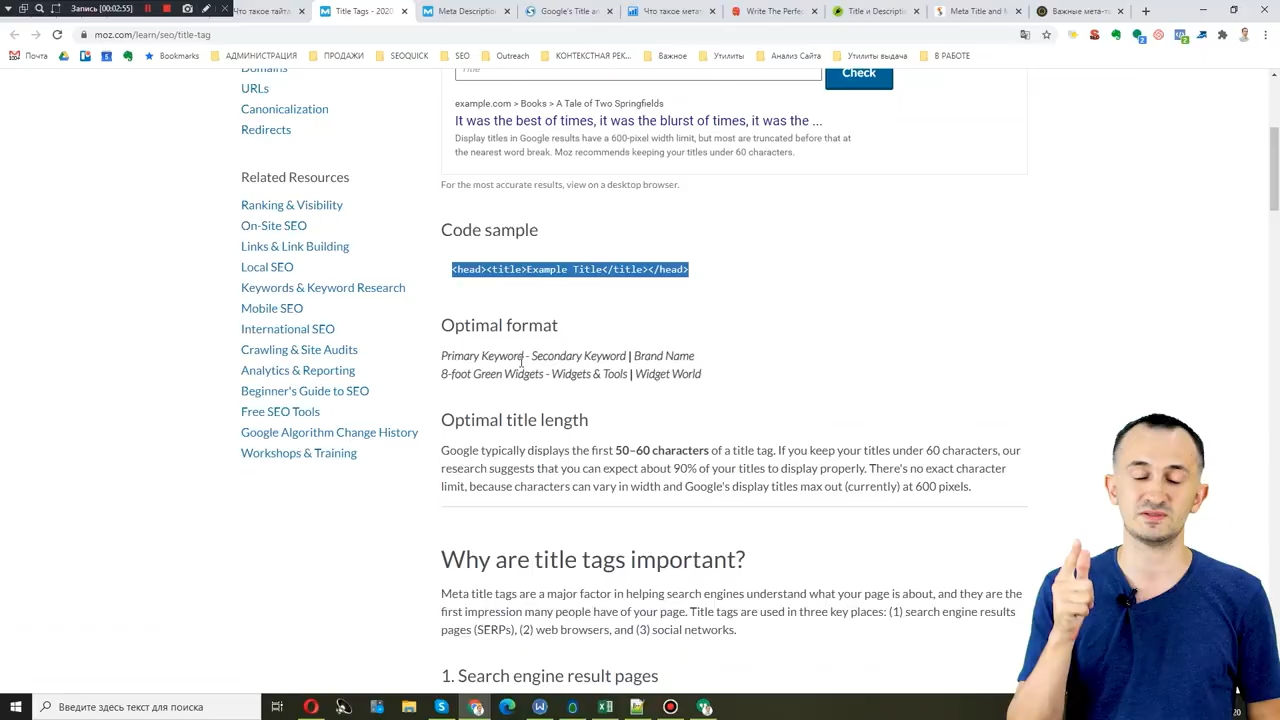 Запись [00:02:55]
что такое тайтл
Title Tags - 2020
Meta Description
Google's Title an
Что такое метат
Write The Perfec
Title и Descriptio
Meta Title and M
Важные мета-т
moz.com/learn/seo/title-tag
Почта
Bookmarks
АДМИНИСТРАЦИЯ
ПРОДАЖИ
SEOQUICK
SEO
Outreach
КОНТЕКСТНАЯ РЕК...
Важное
Утилиты
Анализ Сайта
Утилиты выдача
В РАБОТЕ
Domains
URLs
Canonicalization
Redirects
Related Resources
Ranking & Visibility
On-Site SEO
Links & Link Building
Local SEO
Keywords & Keyword Research
Mobile SEO
International SEO
Crawling & Site Audits
Analytics & Reporting
Beginner's Guide to SEO
Free SEO Tools
Google Algorithm Change History
Workshops & Training
Title
Check
example.com > Books > A Tale of Two Springfields
It was the best of times, it was the blurst of times, it was the ...
Display titles in Google results have a 600-pixel width limit, but most are truncated before that at
the nearest word break. Moz recommends keeping your titles under 60 characters.
For the most accurate results, view on a desktop browser.
Code sample
<head><title>Example Title</title></head>
Optimal format
Primary Keyword - Secondary Keyword | Brand Name
8-foot Green Widgets - Widgets & Tools | Widget World
Optimal title length
Google typically displays the first 50–60 characters of a title tag. If you keep your titles under 60 characters, our
research suggests that you can expect about 90% of your titles to display properly. There's no exact character
limit, because characters can vary in width and Google's display titles max out (currently) at 600 pixels.
Why are title tags important?
Meta title tags are a major factor in helping search engines understand what your page is about, and they are the
first impression many people have of your page. Title tags are used in three key places: (1) search engine results
pages (SERPs), (2) web browsers, and (3) social networks.
1. Search engine result pages
Введите здесь текст для поиска